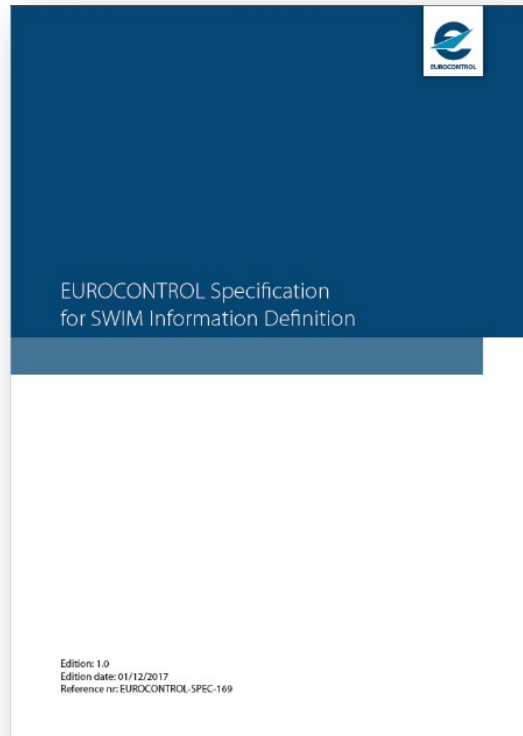 EUROCONTROL
EUROCONTROL Specification
for SWIM Information Definition
Edition: 1.0
Edition date: 01/12/2017
Reference nr: EUROCONTROL-SPEC-169